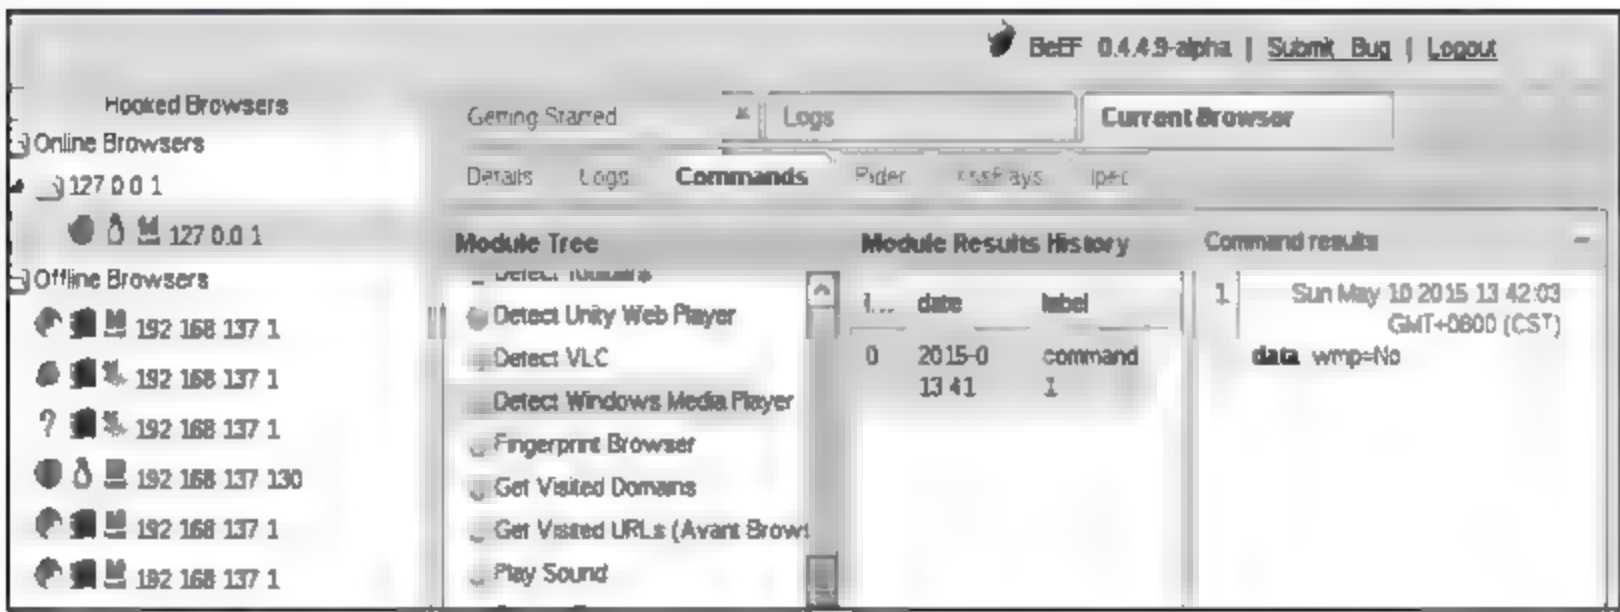 BeEF 0.4.4.9-alpha | Submit Bug | Logout
Hooked Browsers
Getting Started
Logs
Current Browser
Online Browsers
127 0 0 1
127 0.0 1
Offline Browsers
192 168 137 1
192 168 137 1
192 168 137 1
192 168 137 130
192 168 137 1
192 168 137 1
Details Logs Commands Rider XssRays Ipec
Module Tree
Detect Toolbars
Detect Unity Web Player
Detect VLC
Detect Windows Media Player
Fingerprint Browser
Get Visited Domains
Get Visited URLs (Avant Brows
Play Sound
Module Results History
i... date label
0 2015-0 command
13 41 1
Command results
1 Sun May 10 2015 13 42:03
GMT+0800 (CST)
data wmp=No